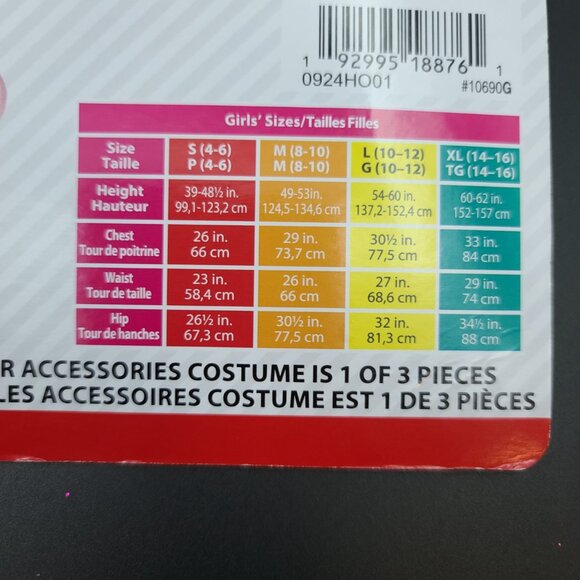 1 92995 18876 1
0924HO01 #10690G
Girls' Sizes/Tailles Filles
Size S (4-6) M (8-10) L (10–12) XL (14–16)
Taille P (4-6) M (8-10) G (10–12) TG (14–16)
Height 39-48½ in. 49-53in. 54-60 in. 60-62 in.
Hauteur 99,1-123,2 cm 124,5-134,6 cm 137,2-152,4 cm 152-157 cm
Chest 26 in. 29 in. 30½ in. 33 in.
Tour de poitrine 66 cm 73,7 cm 77,5 cm 84 cm
Waist 23 in. 26 in. 27 in. 29 in.
Tour de taille 58,4 cm 66 cm 68,6 cm 74 cm
Hip 26½ in. 30½ in. 32 in. 34½ in.
Tour de hanches 67,3 cm 77,5 cm 81,3 cm 88 cm
R ACCESSORIES COSTUME IS 1 OF 3 PIECES
LES ACCESSOIRES COSTUME EST 1 DE 3 PIÈCES